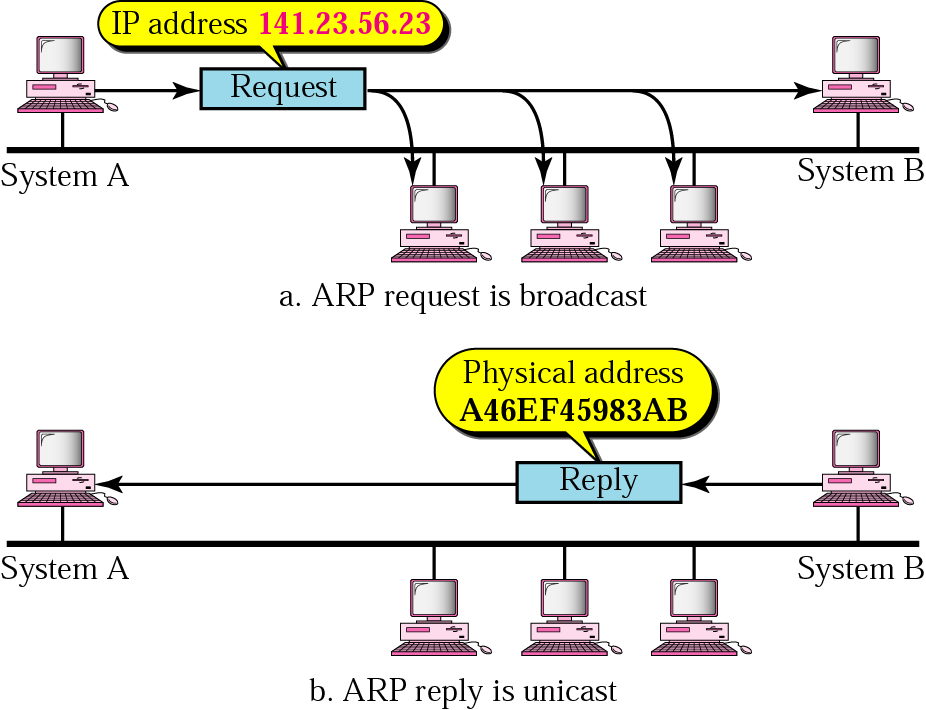 IP address 141.23.56.23
Request
System A
System B
a. ARP request is broadcast
Physical address
A46EF45983AB
Reply
System A
System B
b. ARP reply is unicast